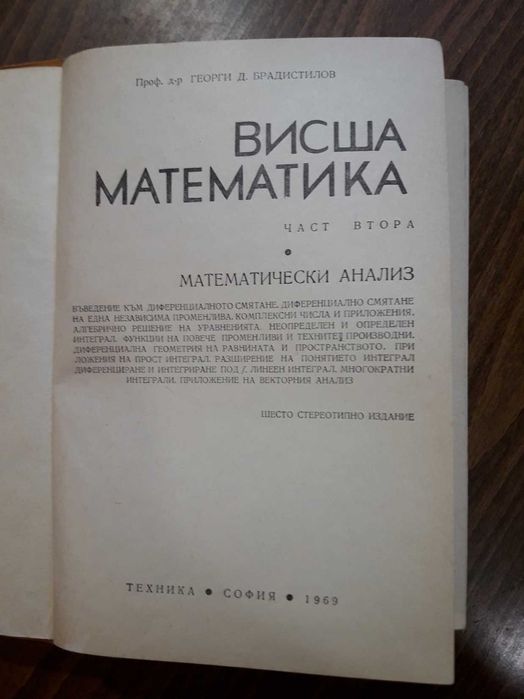 Проф. д-р ГЕОРГИ Д. БРАДИСТИЛОВ
ВИСША
МАТЕМАТИКА
ЧАСТ ВТОРА
•
МАТЕМАТИЧЕСКИ АНАЛИЗ
ВЪВЕДЕНИЕ КЪМ ДИФЕРЕНЦИАЛНОТО СМЯТАНЕ. ДИФЕРЕНЦИАЛНО СМЯТАНЕ
НА ЕДНА НЕЗАВИСИМА ПРОМЕНЛИВА. КОМПЛЕКСНИ ЧИСЛА И ПРИЛОЖЕНИЯ.
АЛГЕБРИЧНО РЕШЕНИЕ НА УРАВНЕНИЯТА. НЕОПРЕДЕЛЕН И ОПРЕДЕЛЕН
ИНТЕГРАЛ. ФУНКЦИИ НА ПОВЕЧЕ ПРОМЕНЛИВИ И ТЕХНИТЕ ПРОИЗВОДНИ.
ДИФЕРЕНЦИАЛНА ГЕОМЕТРИЯ НА РАВНИНАТА И ПРОСТРАНСТВОТО. ПРИ
ЛОЖЕНИЯ НА ПРОСТ ИНТЕГРАЛ. РАЗШИРЕНИЕ НА ПОНЯТИЕТО ИНТЕГРАЛ
ДИФЕРЕНЦИРАНЕ И ИНТЕГРИРАНЕ ПОД ∫. ЛИНЕЕН ИНТЕГРАЛ. МНОГОКРАТНИ
ИНТЕГРАЛИ. ПРИЛОЖЕНИЕ НА ВЕКТОРНИЯ АНАЛИЗ
ШЕСТО СТЕРЕОТИПНО ИЗДАНИЕ
ТЕХНИКА • СОФИЯ • 1969